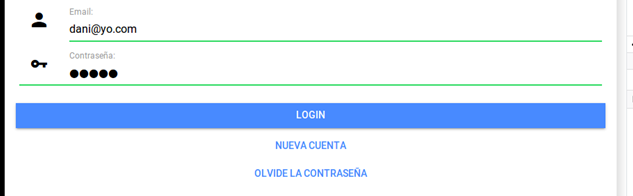 Email:
dani@yo.com
Contraseña:
●●●●●
LOGIN
NUEVA CUENTA
OLVIDE LA CONTRASEÑA